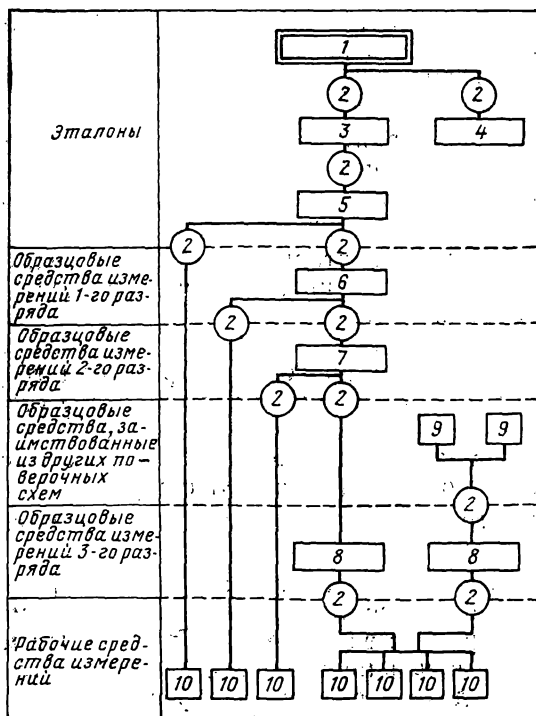 1
2
2
Эталоны
3
4
2
5
2
2
Образцовые
средства изме-
рений 1-го раз-
ряда
6
2
2
Образцовые
средства изме-
рений 2-го раз-
ряда
7
2
2
Образцовые
средства, за-
имствованные
из других по-
верочных
схем
9
9
2
Образцовые
средства изме-
рений 3-го раз-
ряда
8
8
2
2
Рабочие сред-
ства измере-
ний
10
10
10
10
10
10
10